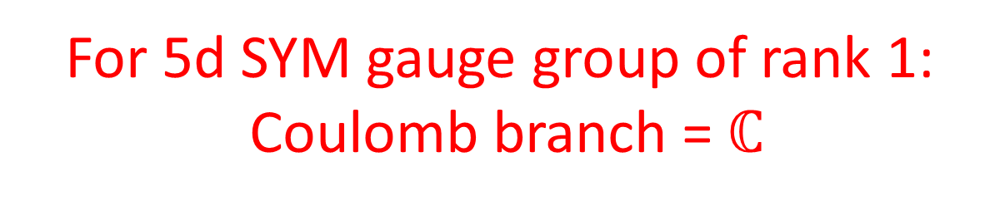 For 5d SYM gauge group of rank 1:
Coulomb branch = ℂ